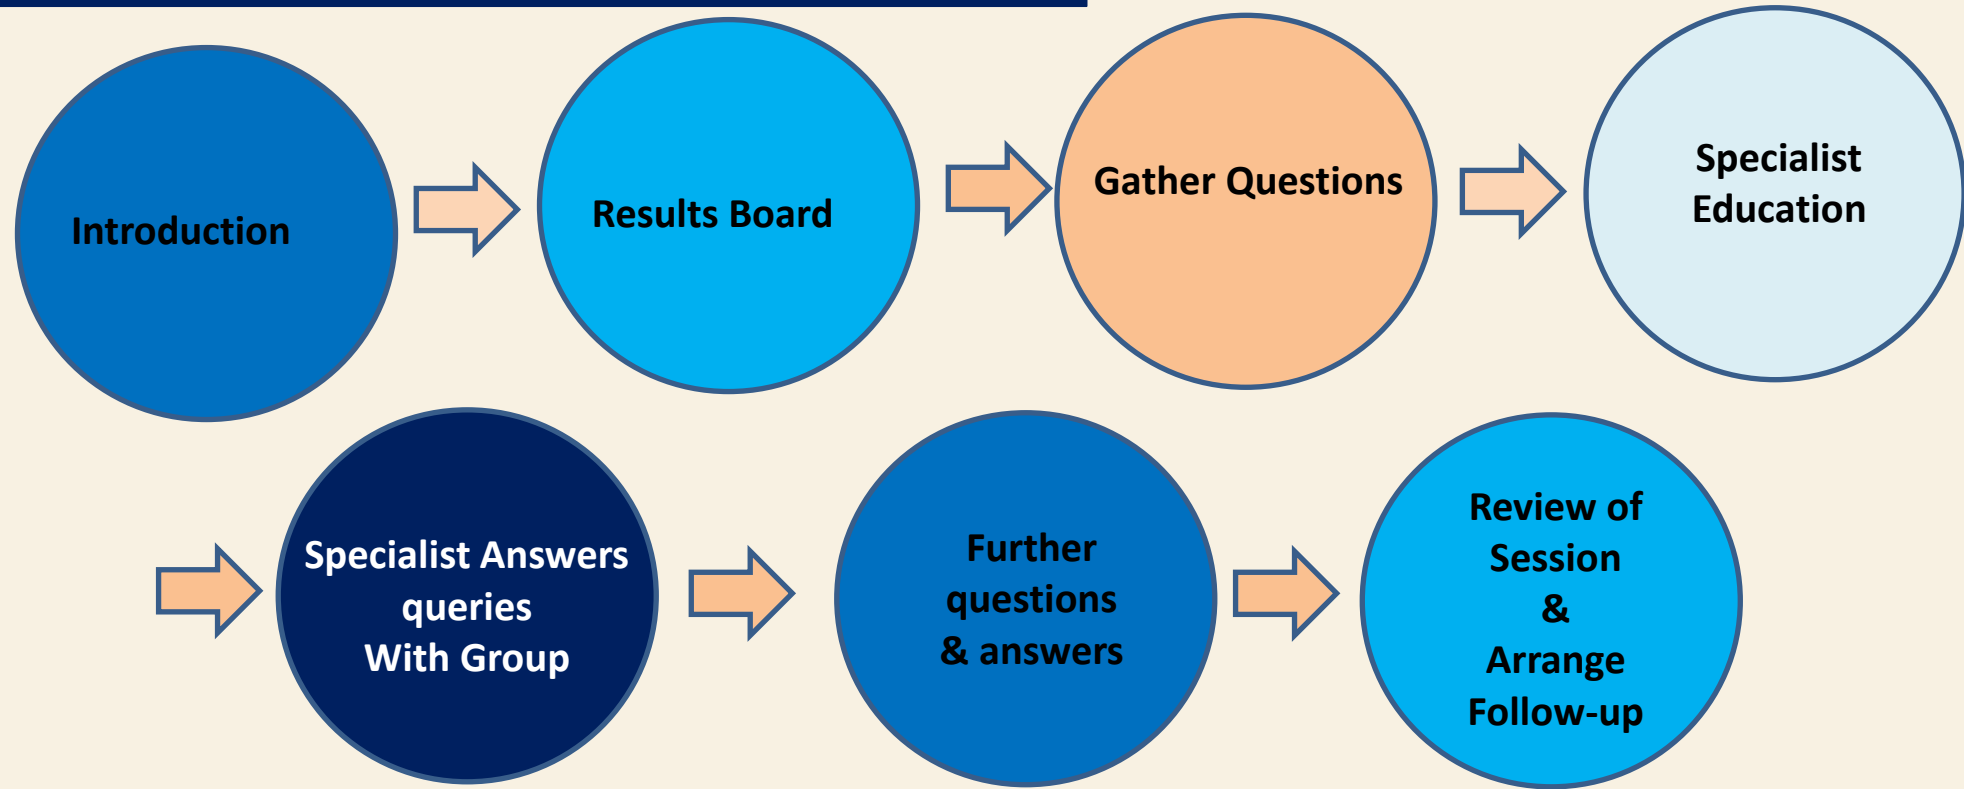 Introduction
Results Board
Gather Questions
Specialist
Education
Specialist Answers
queries
With Group
Further
questions
& answers
Review of
Session
&
Arrange
Follow-up